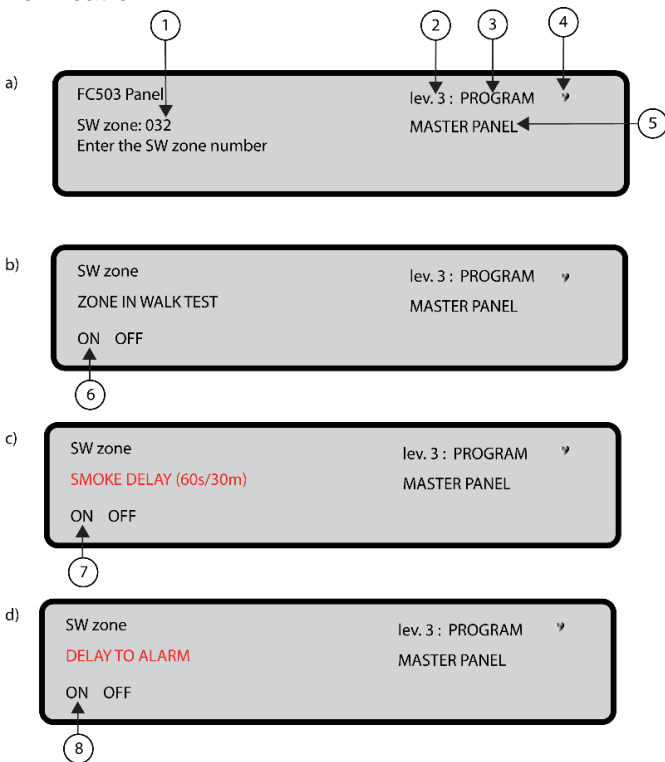 1 2 3 4
a) FC503 Panel lev. 3 : PROGRAM
SW zone: 032 MASTER PANEL 5
Enter the SW zone number
b) SW zone lev. 3 : PROGRAM
ZONE IN WALK TEST MASTER PANEL
ON OFF
6
c) SW zone lev. 3 : PROGRAM
SMOKE DELAY (60s/30m) MASTER PANEL
ON OFF
7
d) SW zone lev. 3 : PROGRAM
DELAY TO ALARM MASTER PANEL
ON OFF
8